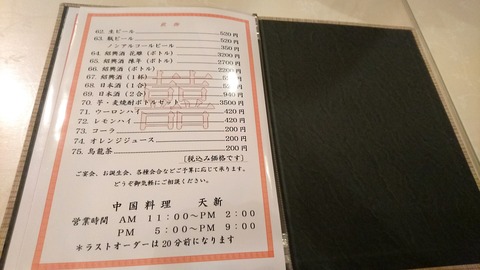 62. 生ビール 520円
63. 瓶ビール 520円
ノンアルコールビール 350円
64. 紹興酒 花雕 (ボトル) 3200円
65. 紹興酒 陳年 (ボトル) 2700円
66. 紹興酒 (ボトル) 2200円
67. 紹興酒 (1杯)
68. 日本酒 (1合) 520円
69. 日本酒 (2合) 940円
70. 芋・麦焼酎ボトルセット 3500円
71. ウーロンハイ 420円
72. レモンハイ 420円
73. コーラ 200円
74. オレンジジュース 200円
75. 烏龍茶 200円
[税込み価格です]
ご宴会、お誕生会、各種会合などご予算に応じて承ります。
どうぞ御気軽にご相談ください。
中国料理 天新
営業時間 AM 11:00~PM 2:00
PM 5:00~PM 9:00
*ラストオーダーは20分前になります